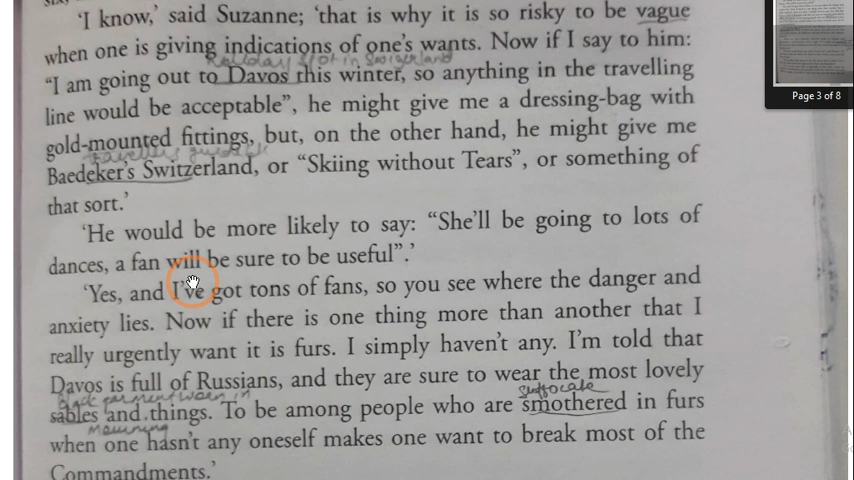 'I know,' said Suzanne; 'that is why it is so risky to be vague
when one is giving indications of one's wants. Now if I say to him:
Holiday spot in Swizerland
"I am going out to Davos this winter, so anything in the travelling
line would be acceptable", he might give me a dressing-bag with
gold-mounted fittings, but, on the other hand, he might give me
Baedeker's Switzerland, or "Skiing without Tears", or something of
that sort.'
'He would be more likely to say: "She'll be going to lots of
dances, a fan will be sure to be useful".'
'Yes, and I've got tons of fans, so you see where the danger and
anxiety lies. Now if there is one thing more than another that I
really urgently want it is furs. I simply haven't any. I'm told that
Davos is full of Russians, and they are sure to wear the most lovely
black garment worn in
suffocate
sables and things. To be among people who are smothered in furs
mourning
when one hasn't any oneself makes one want to break most of the
Commandments.'
Page 3 of 8